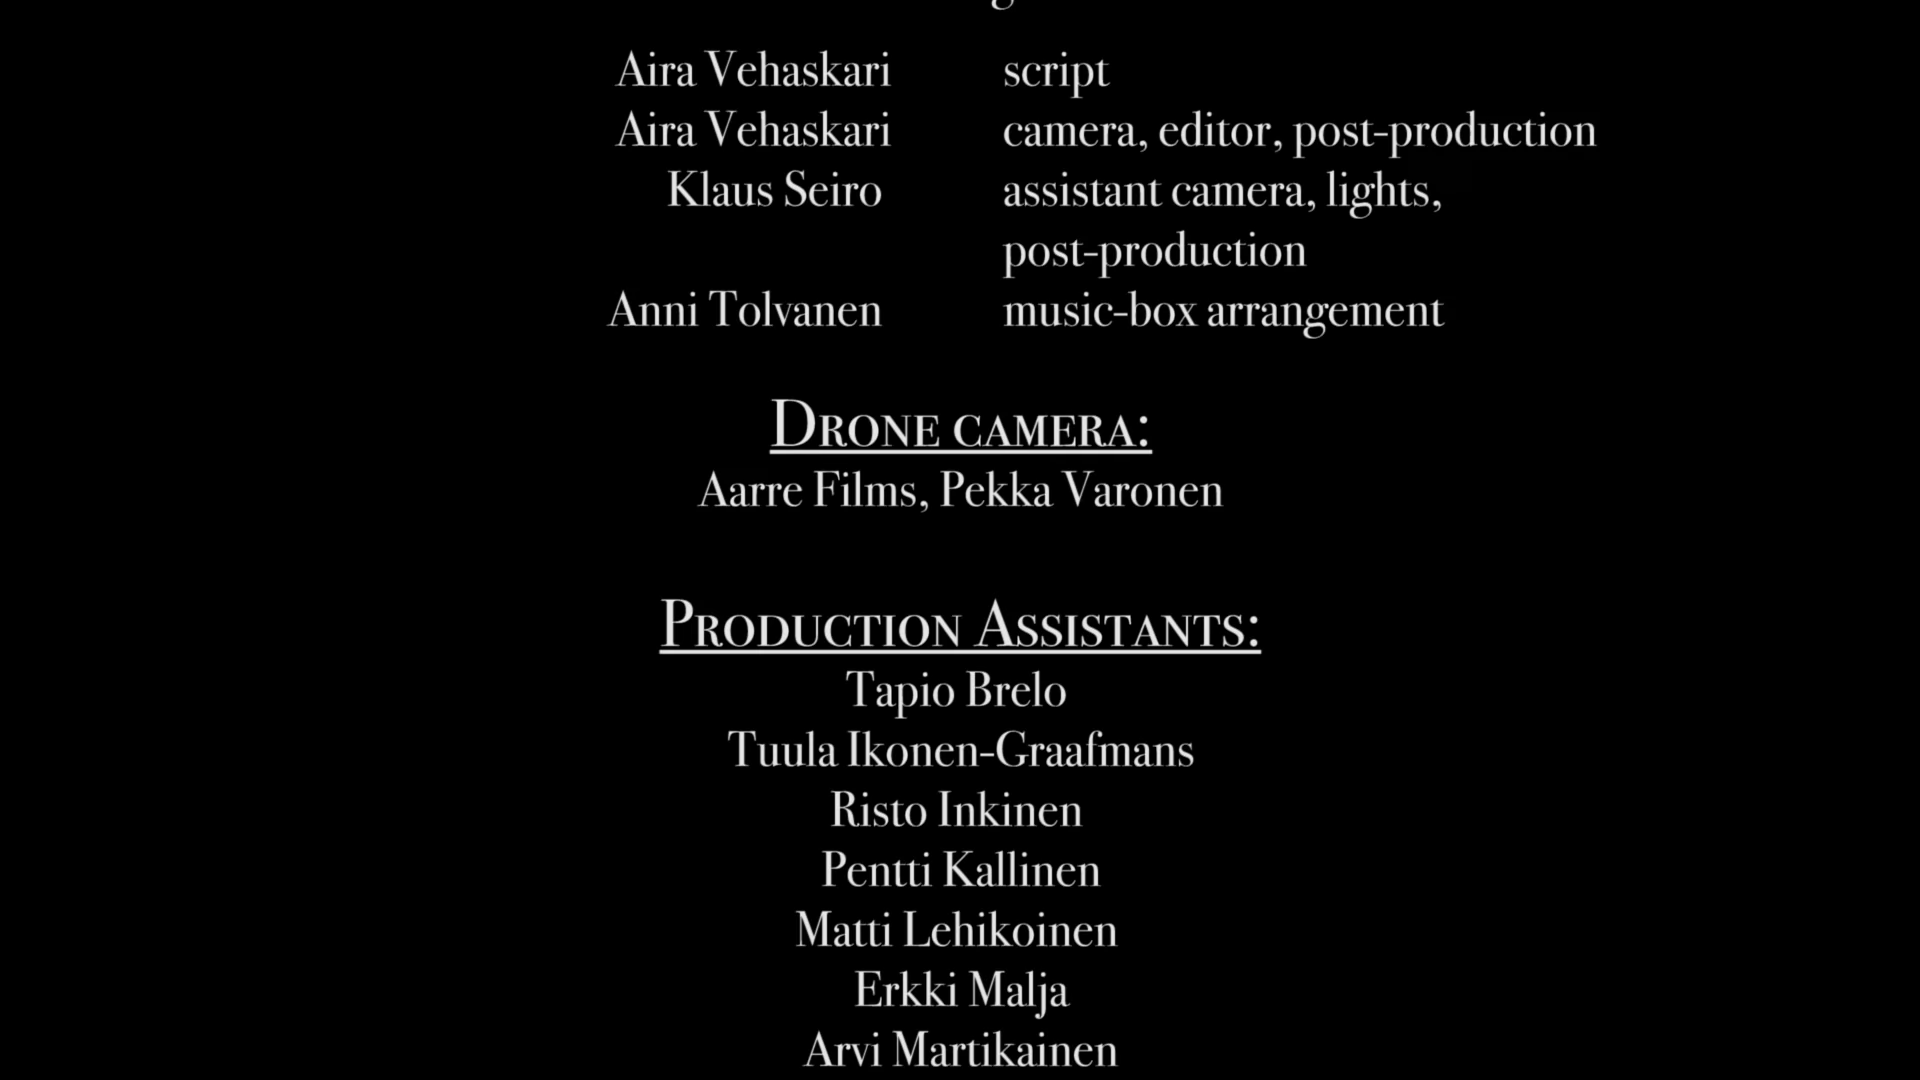 Aira Vehaskari script
Aira Vehaskari camera, editor, post-production
Klaus Seiro assistant camera, lights,
post-production
Anni Tolvanen music-box arrangement
Drone camera:
Aarre Films, Pekka Varonen
Production Assistants:
Tapio Brelo
Tuula Ikonen-Graafmans
Risto Inkinen
Pentti Kallinen
Matti Lehikoinen
Erkki Malja
Arvi Martikainen